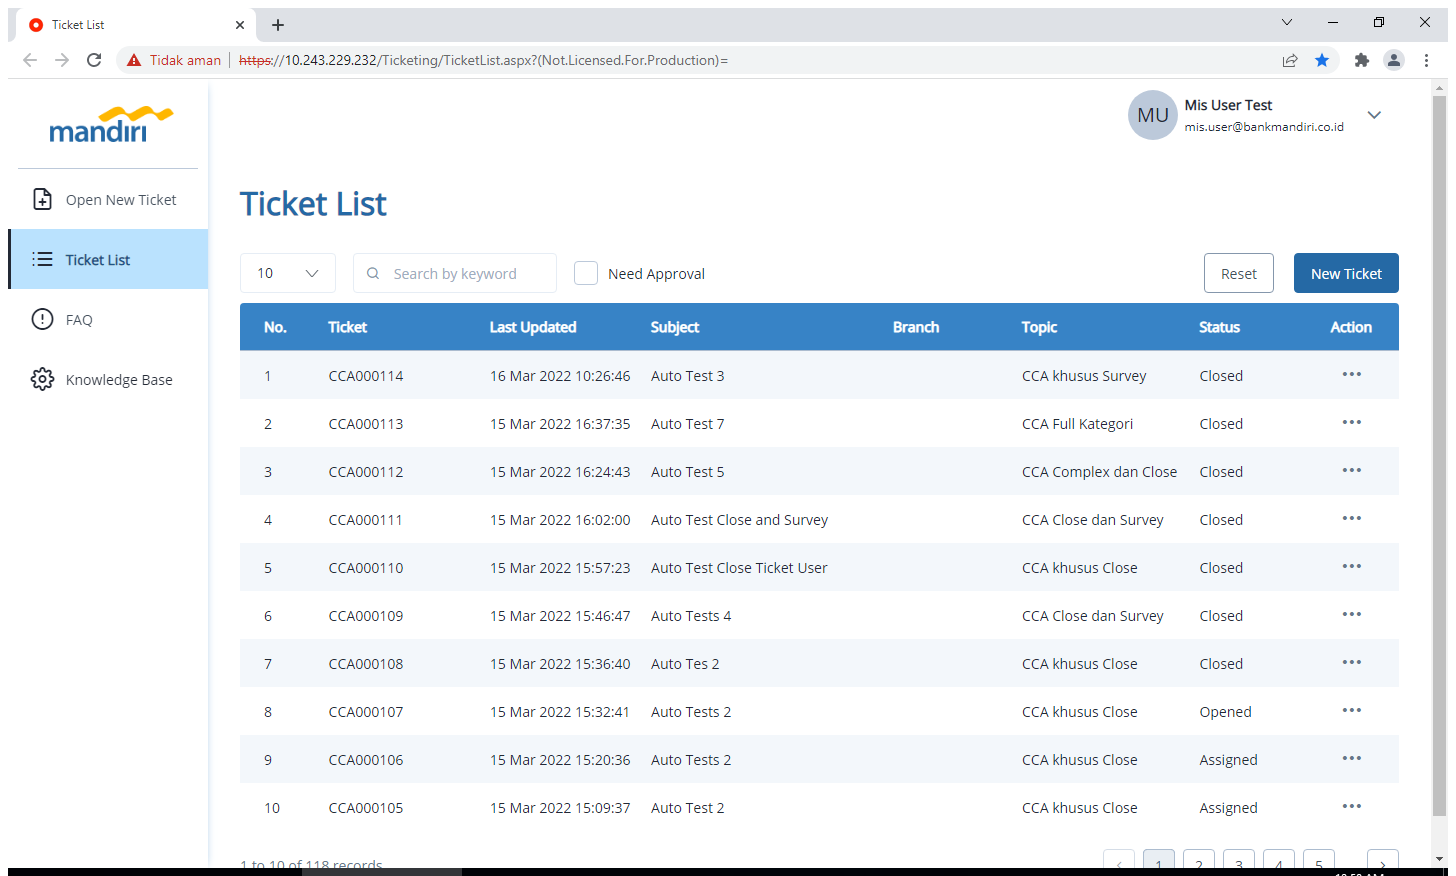 Ticket List
Tidak aman https://10.243.229.232/Ticketing/TicketList.aspx?(Not.Licensed.For.Production)=
mandiri
MU
Mis User Test
mis.user@bankmandiri.co.id
Open New Ticket
Ticket List
FAQ
Knowledge Base
Ticket List
10 Search by keyword Need Approval Reset New Ticket
No. Ticket Last Updated Subject Branch Topic Status Action
1 CCA000114 16 Mar 2022 10:26:46 Auto Test 3 CCA khusus Survey Closed
2 CCA000113 15 Mar 2022 16:37:35 Auto Test 7 CCA Full Kategori Closed
3 CCA000112 15 Mar 2022 16:24:43 Auto Test 5 CCA Complex dan Close Closed
4 CCA000111 15 Mar 2022 16:02:00 Auto Test Close and Survey CCA Close dan Survey Closed
5 CCA000110 15 Mar 2022 15:57:23 Auto Test Close Ticket User CCA khusus Close Closed
6 CCA000109 15 Mar 2022 15:46:47 Auto Tests 4 CCA Close dan Survey Closed
7 CCA000108 15 Mar 2022 15:36:40 Auto Tes 2 CCA khusus Close Closed
8 CCA000107 15 Mar 2022 15:32:41 Auto Tests 2 CCA khusus Close Opened
9 CCA000106 15 Mar 2022 15:20:36 Auto Tests 2 CCA khusus Close Assigned
10 CCA000105 15 Mar 2022 15:09:37 Auto Test 2 CCA khusus Close Assigned
1 to 10 of 118 records 1 2 3 4 5